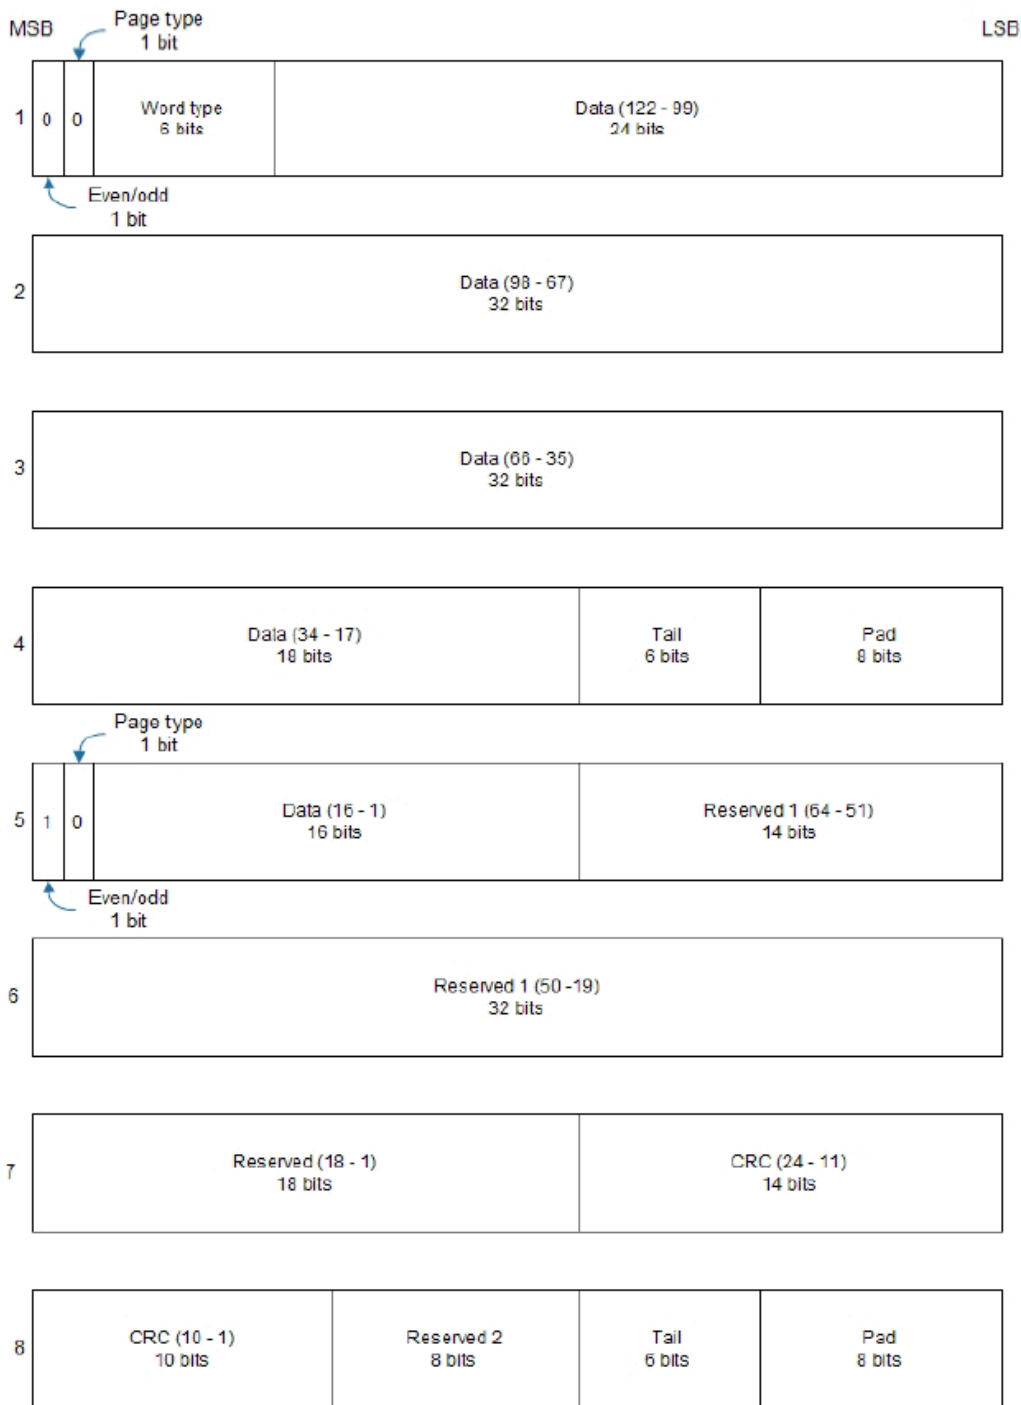 MSB
Page type
1 bit
LSB
1
0
0
Word type
6 bits
Data (122 - 99)
24 bits
Even/odd
1 bit
2
Data (98 - 67)
32 bits
3
Data (66 - 35)
32 bits
4
Data (34 - 17)
18 bits
Tail
6 bits
Pad
8 bits
Page type
1 bit
5
1
0
Data (16 - 1)
16 bits
Reserved 1 (64 - 51)
14 bits
Even/odd
1 bit
6
Reserved 1 (50 -19)
32 bits
7
Reserved (18 - 1)
18 bits
CRC (24 - 11)
14 bits
8
CRC (10 - 1)
10 bits
Reserved 2
8 bits
Tail
6 bits
Pad
8 bits